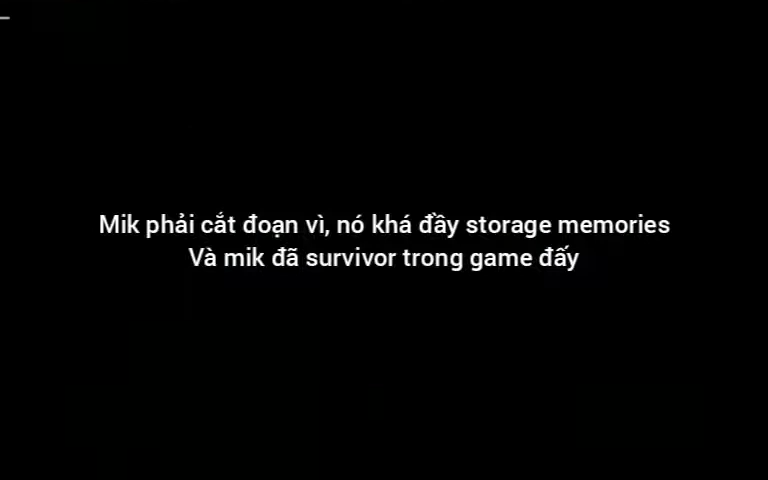 Mik phải cắt đoạn vì, nó khá đầy storage memories
Và mik đã survivor trong game đấy